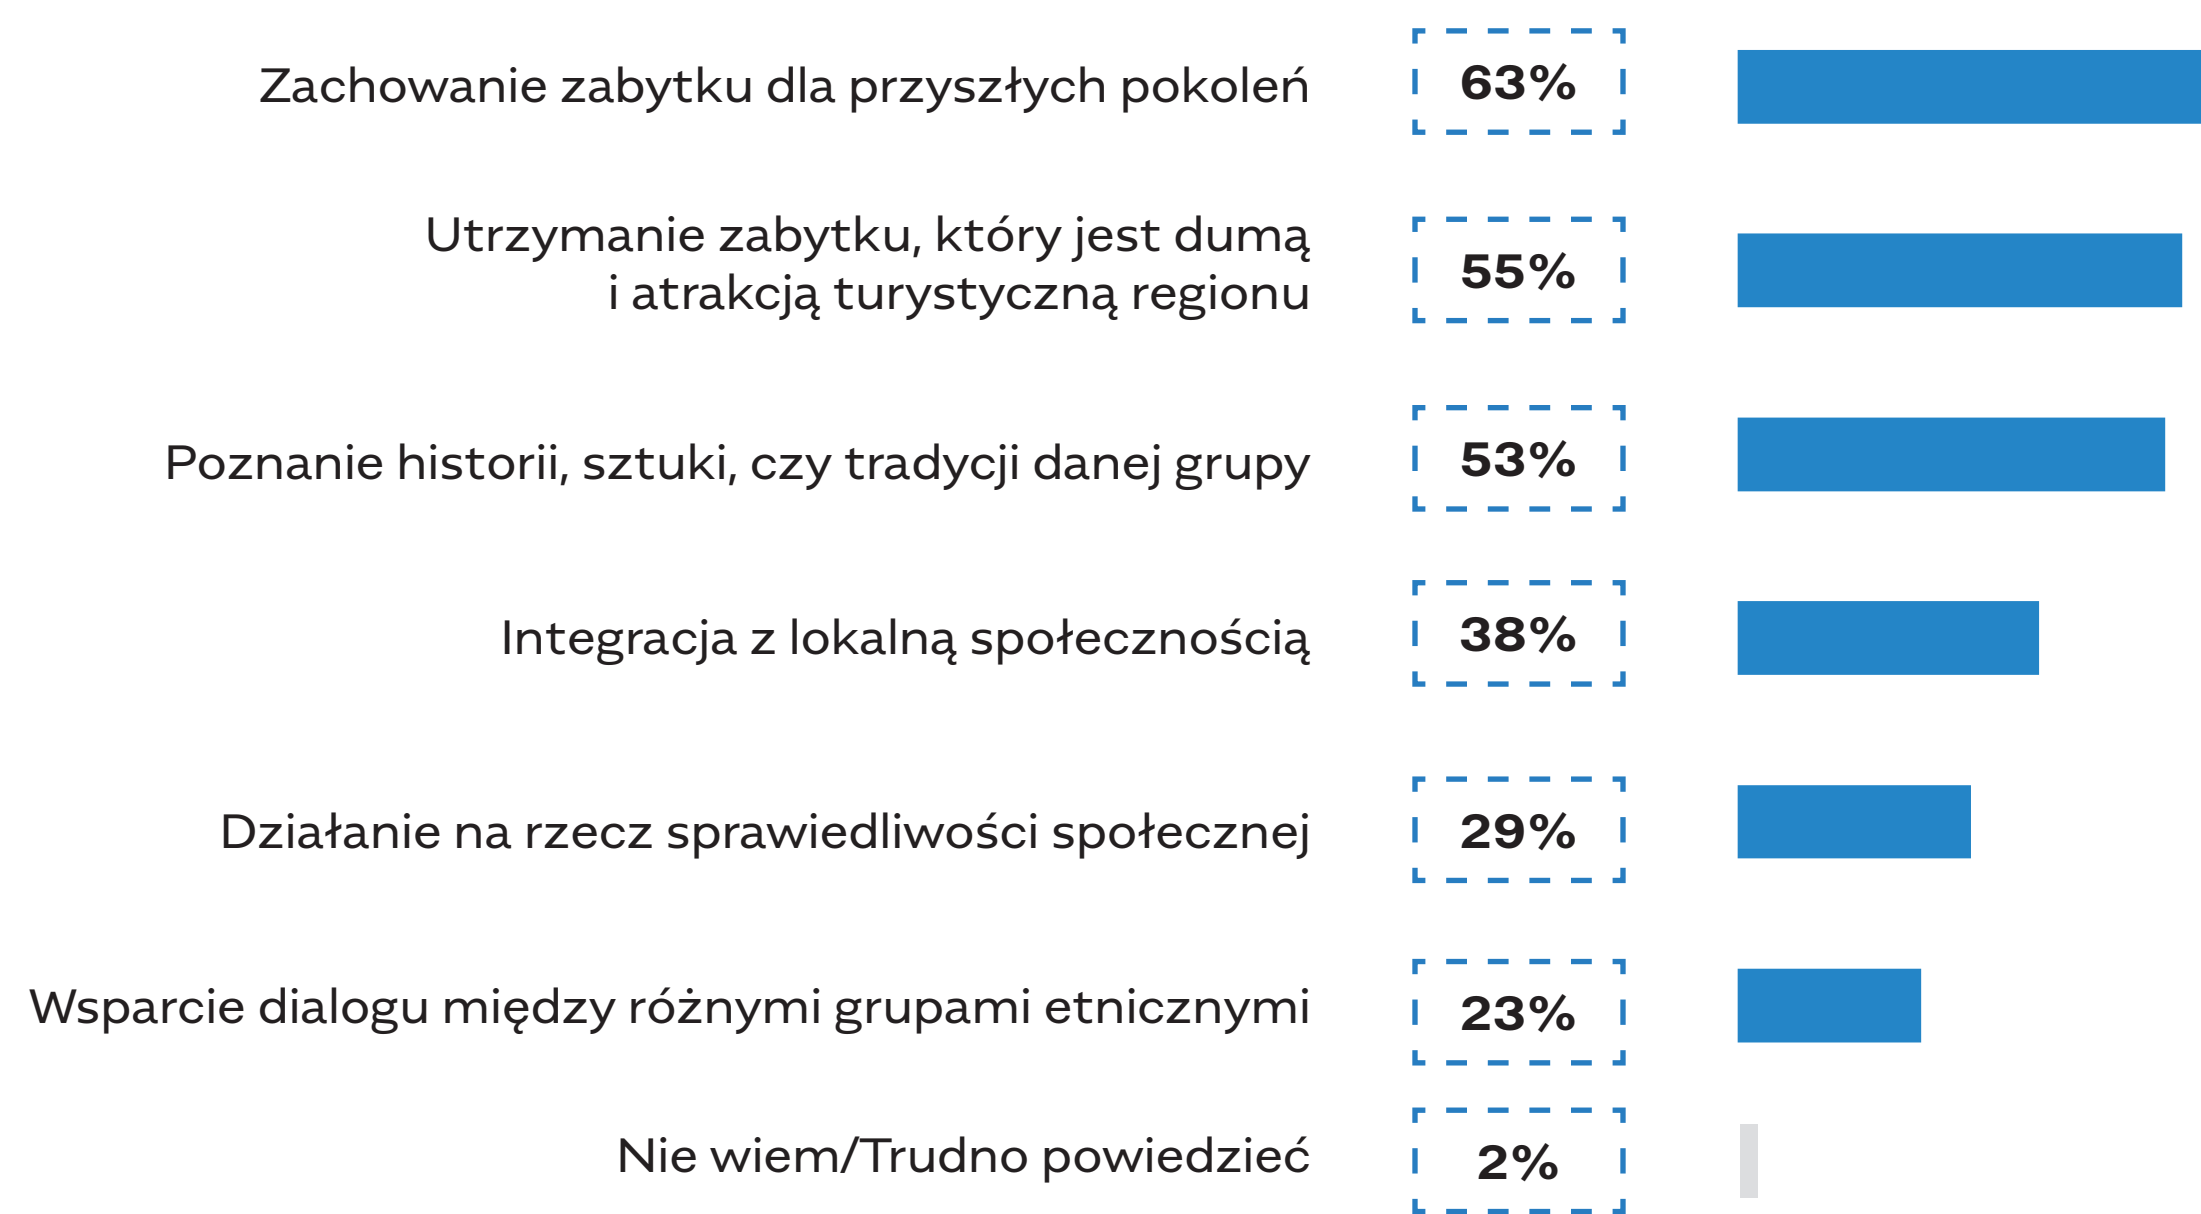 Zachowanie zabytku dla przyszłych pokoleń 63%
Utrzymanie zabytku, który jest dumą
i atrakcją turystyczną regionu 55%
Poznanie historii, sztuki, czy tradycji danej grupy 53%
Integracja z lokalną społecznością 38%
Działanie na rzecz sprawiedliwości społecznej 29%
Wsparcie dialogu między różnymi grupami etnicznymi 23%
Nie wiem/Trudno powiedzieć 2%